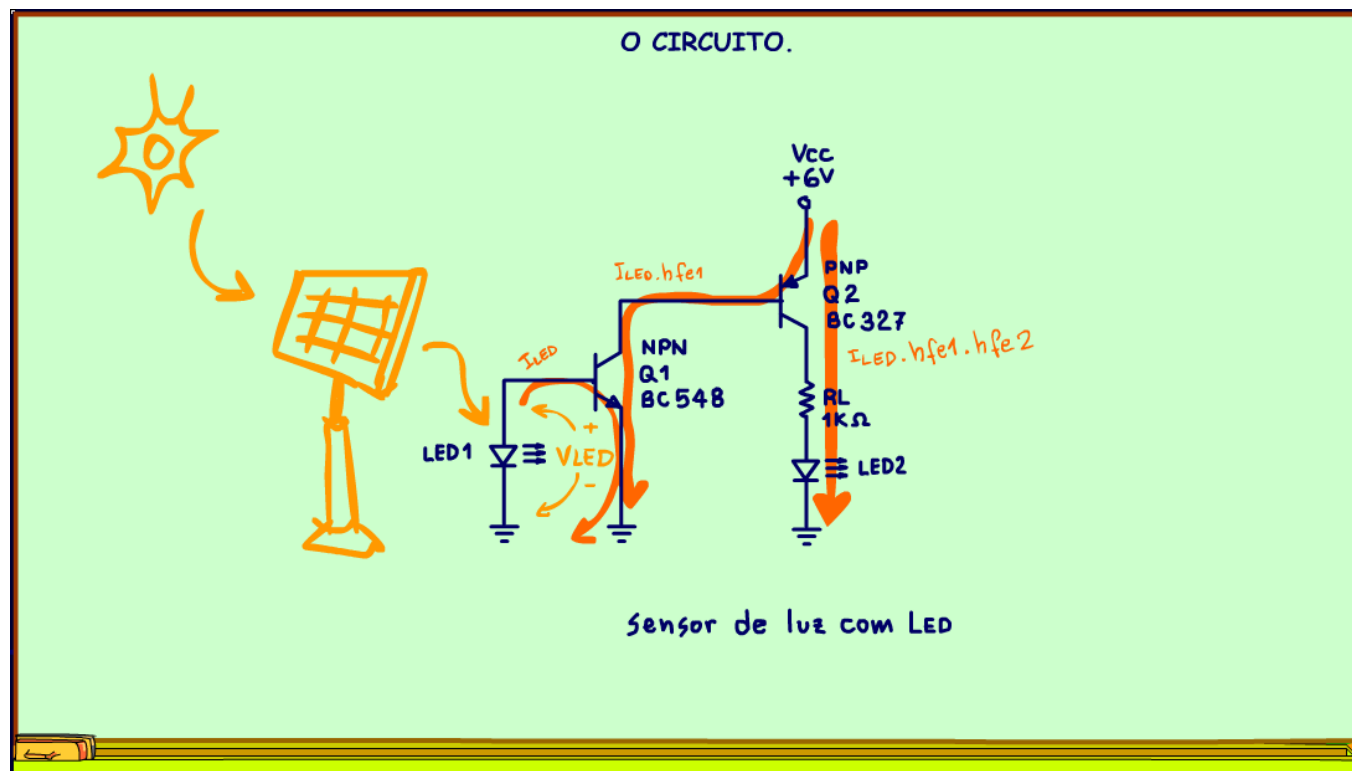 O CIRCUITO.
Vcc
+6V
ILED.hfe1
PNP
Q2
BC327
ILED.hfe1.hfe2
ILED
NPN
Q1
BC548
RL
1KΩ
LED1
+
VLED
-
LED2
Sensor de luz com LED